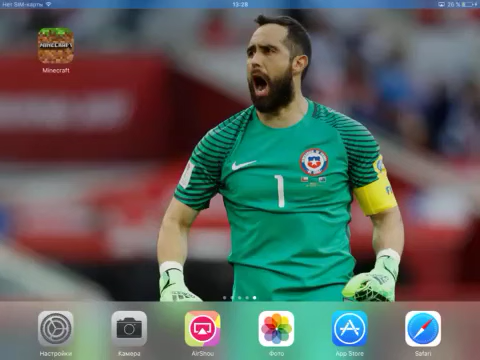 Нет SIM-карты 13:28 26 %
MINECRAFT
Minecraft
1
Настройки Камера AirShou Фото App Store Safari